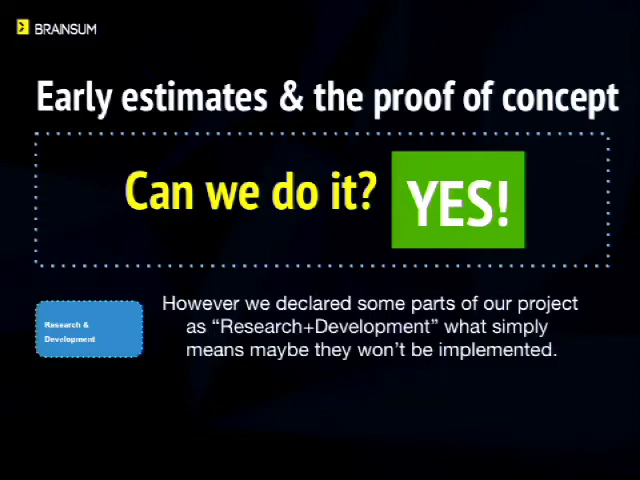 BRAINSUM
Early estimates & the proof of concept
Can we do it? YES!
However we declared some parts of our project
as “Research+Development” what simply
means maybe they won’t be implemented.
Research &
Development